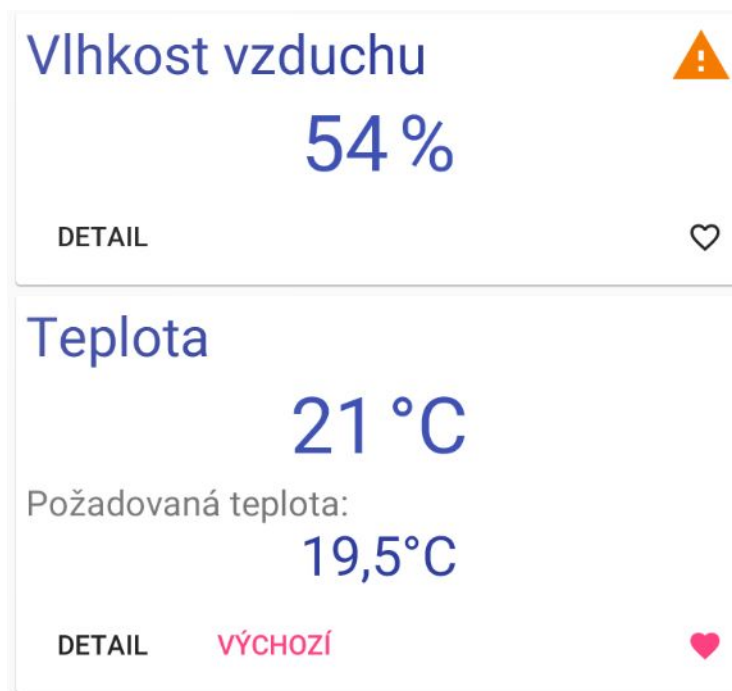 Vlhkost vzduchu
54 %
DETAIL
Teplota
21 °C
Požadovaná teplota:
19,5°C
DETAIL VÝCHOZÍ